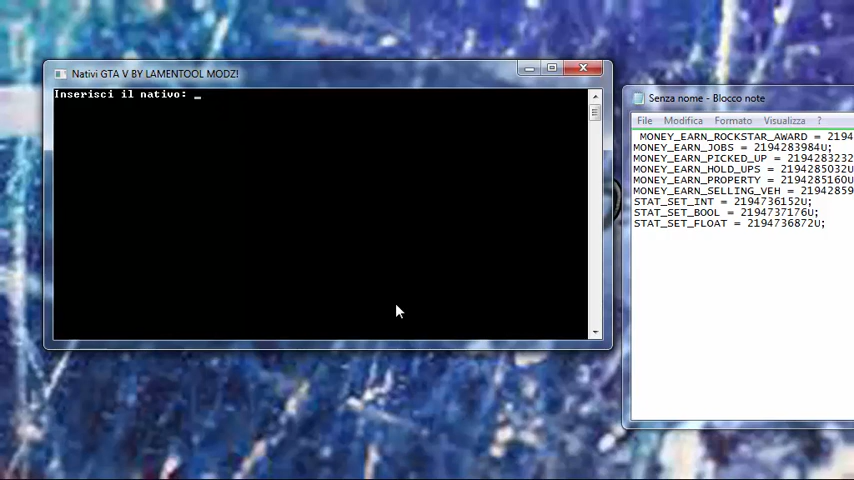 Nativi GTA V BY LAMENTOOL MODZ!
Inserisci il nativo: _
Senza nome - Blocco note
File Modifica Formato Visualizza ?
MONEY_EARN_ROCKSTAR_AWARD = 2194
MONEY_EARN_JOBS = 2194283984U;
MONEY_EARN_PICKED_UP = 2194283232
MONEY_EARN_HOLD_UPS = 2194285032U
MONEY_EARN_PROPERTY = 2194285160U
MONEY_EARN_SELLING_VEH = 21942859
STAT_SET_INT = 2194736152U;
STAT_SET_BOOL = 2194737176U;
STAT_SET_FLOAT = 2194736872U;